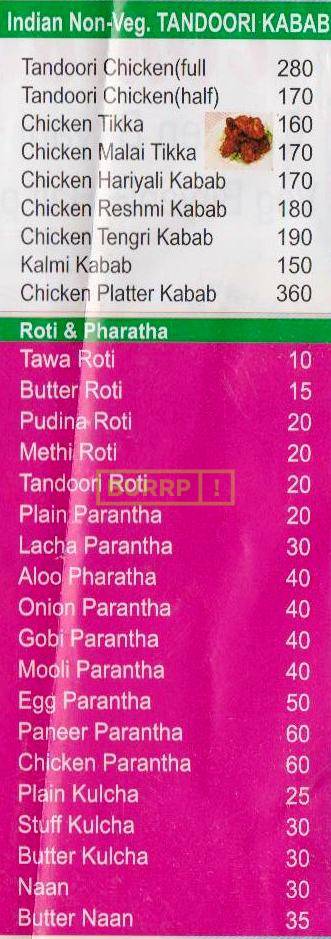 Indian Non-Veg. TANDOORI KABAB
Tandoori Chicken(full 280
Tandoori Chicken(half) 170
Chicken Tikka 160
Chicken Malai Tikka 170
Chicken Hariyali Kabab 170
Chicken Reshmi Kabab 180
Chicken Tengri Kabab 190
Kalmi Kabab 150
Chicken Platter Kabab 360
Roti & Pharatha
Tawa Roti 10
Butter Roti 15
Pudina Roti 20
Methi Roti 20
Tandoori Roti 20
BURRP!
Plain Parantha 20
Lacha Parantha 30
Aloo Pharatha 40
Onion Parantha 40
Gobi Parantha 40
Mooli Parantha 40
Egg Parantha 50
Paneer Parantha 60
Chicken Parantha 60
Plain Kulcha 25
Stuff Kulcha 30
Butter Kulcha 30
Naan 30
Butter Naan 35